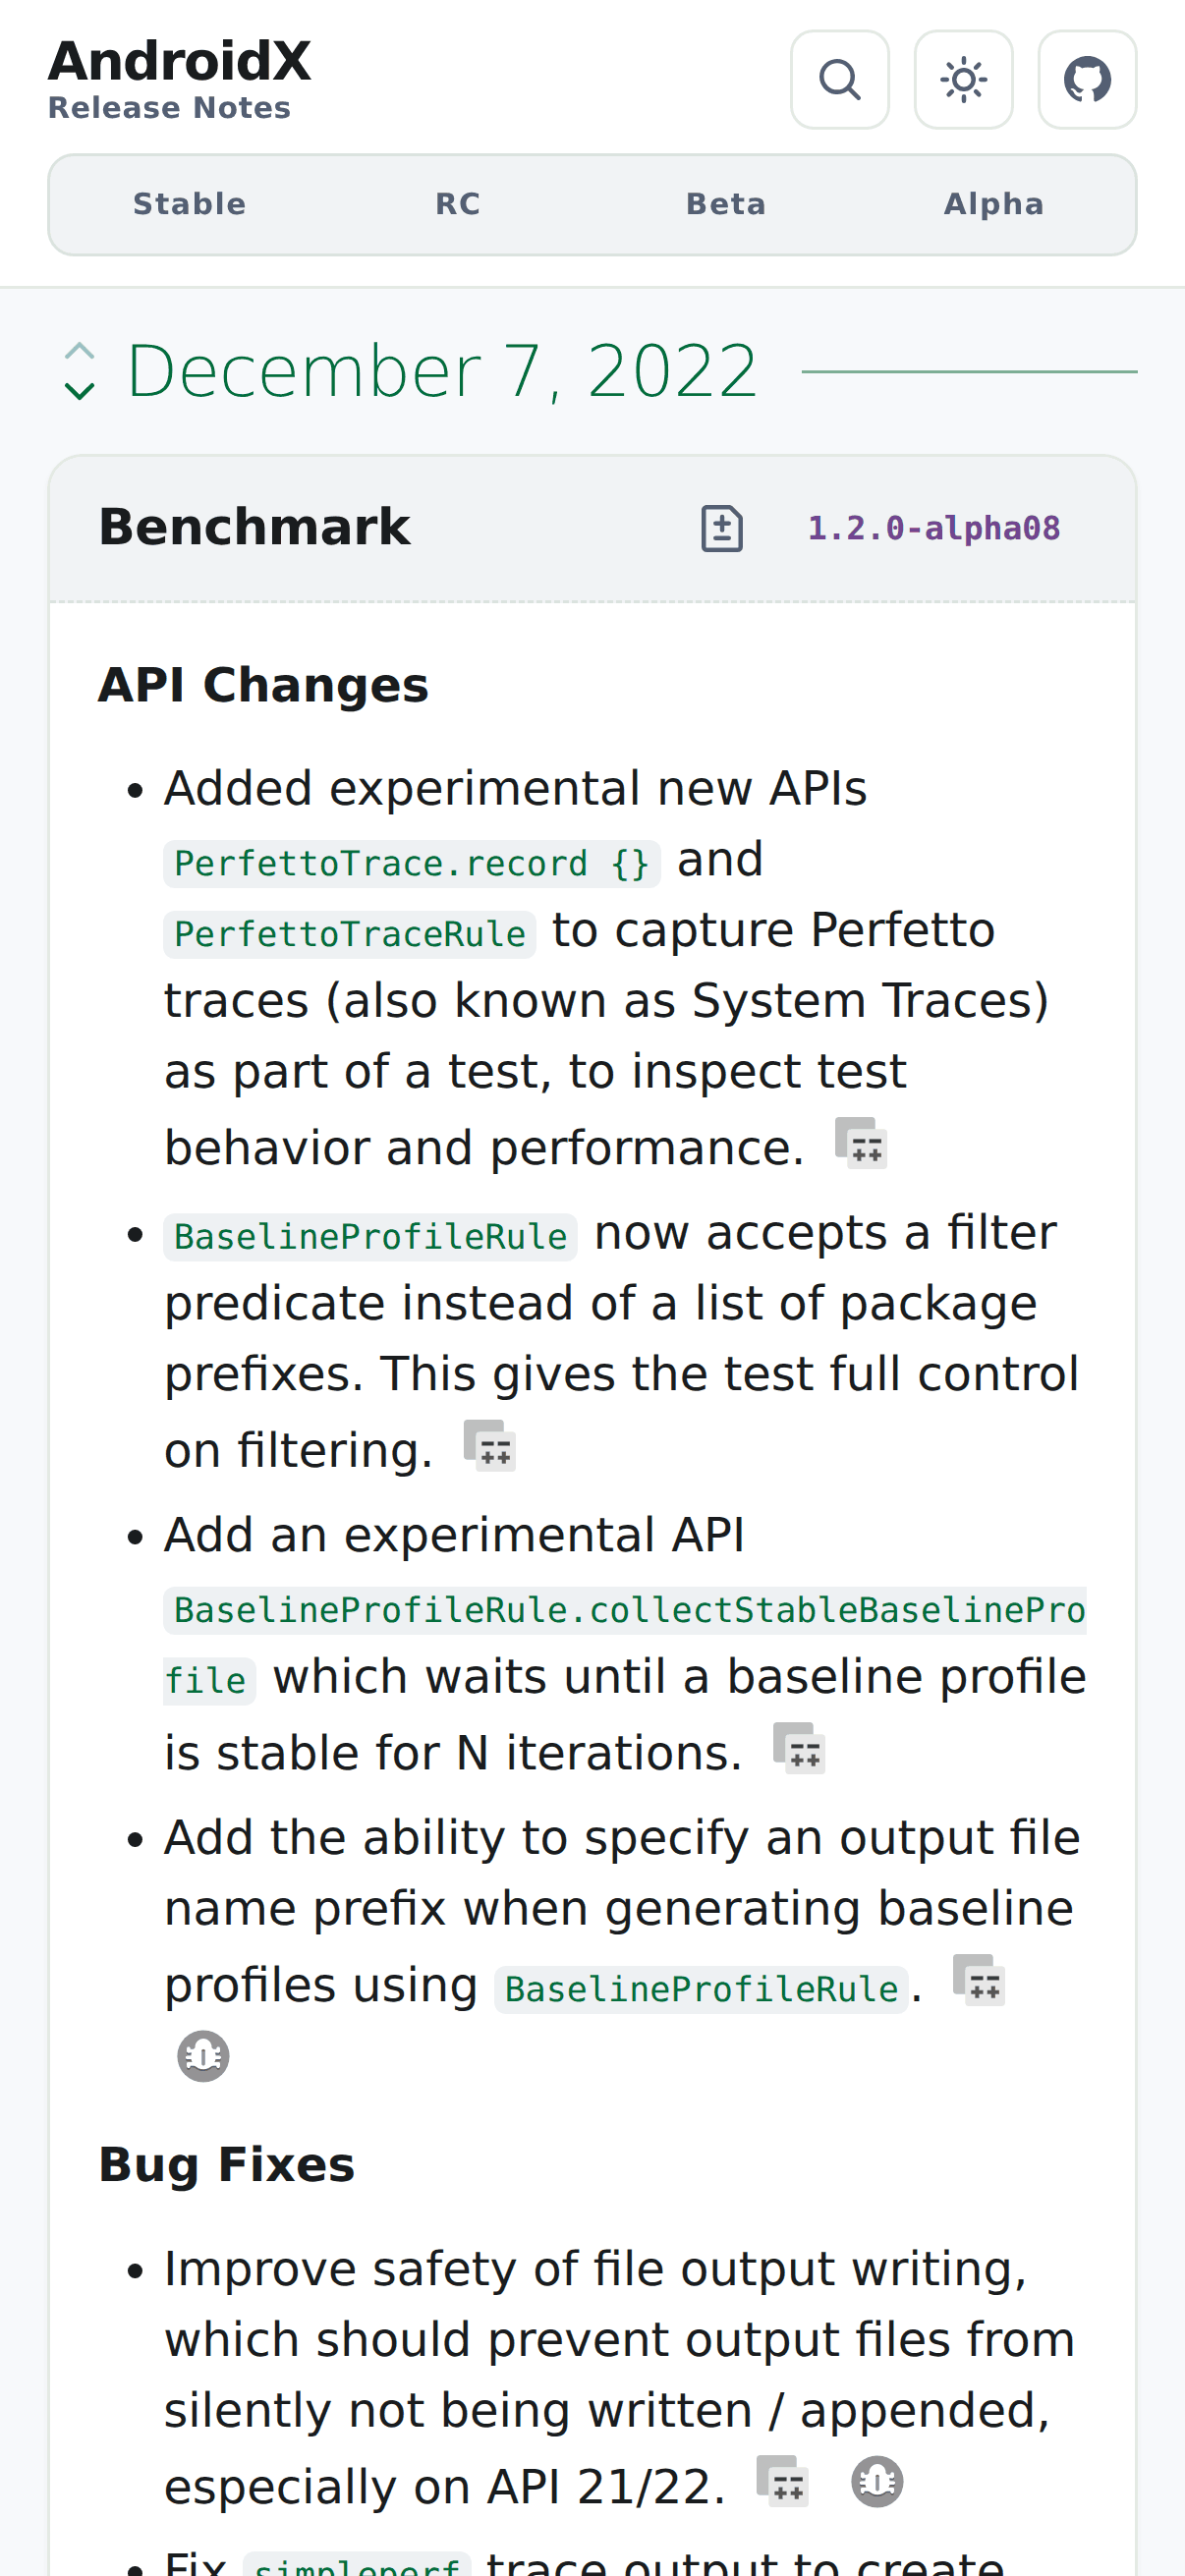 AndroidX
Release Notes
Stable RC Beta Alpha
December 7, 2022
Benchmark 1.2.0-alpha08
API Changes
• Added experimental new APIs
PerfettoTrace.record {} and
PerfettoTraceRule to capture Perfetto
traces (also known as System Traces)
as part of a test, to inspect test
behavior and performance.
• BaselineProfileRule now accepts a filter
predicate instead of a list of package
prefixes. This gives the test full control
on filtering.
• Add an experimental API
BaselineProfileRule.collectStableBaselinePro
file which waits until a baseline profile
is stable for N iterations.
• Add the ability to specify an output file
name prefix when generating baseline
profiles using BaselineProfileRule.
Bug Fixes
• Improve safety of file output writing,
which should prevent output files from
silently not being written / appended,
especially on API 21/22.
• Fix simpleperf trace output to create